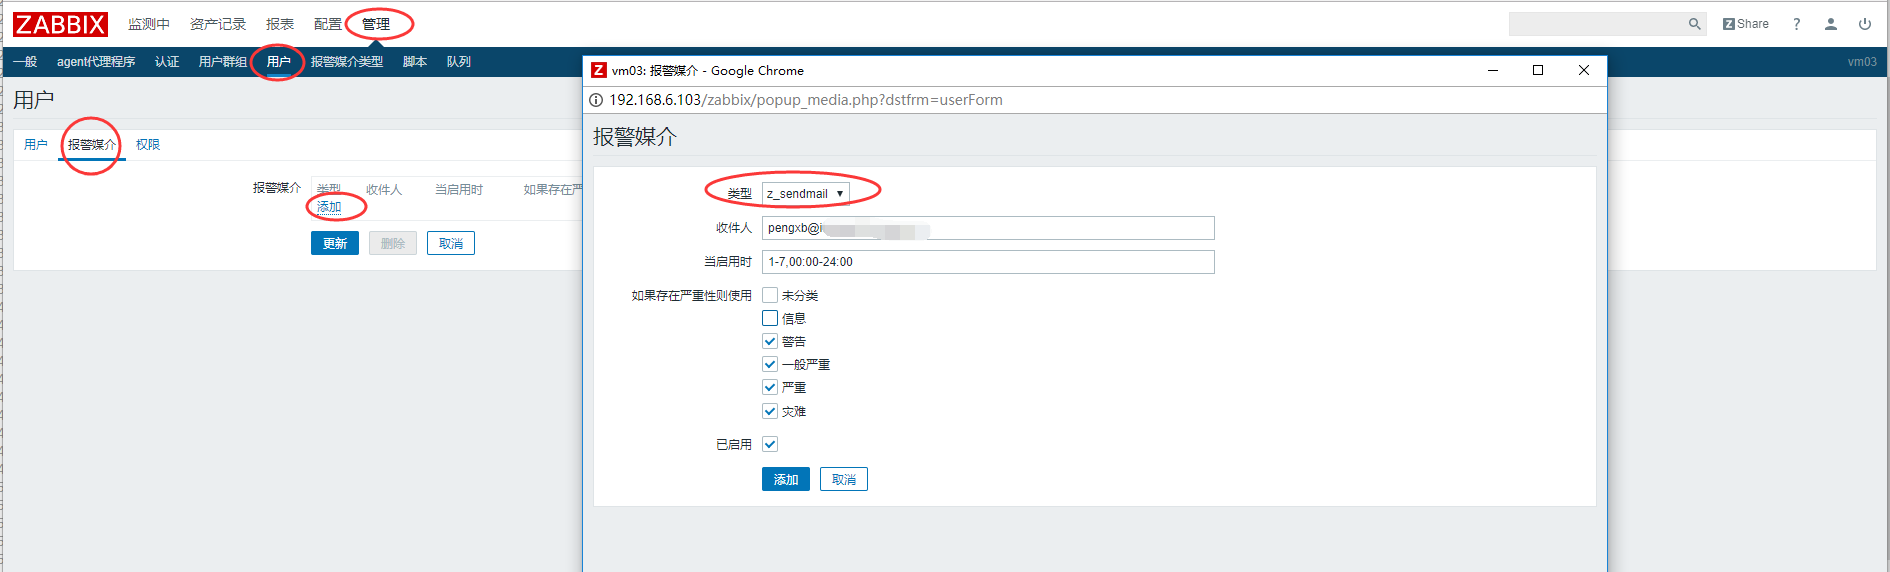 ZABBIX 监测中 资产记录 报表 配置 管理 Z Share ?
一般 agent代理程序 认证 用户群组 用户 报警媒介类型 脚本 队列 vm03
用户
用户 报警媒介 权限
报警媒介 类型 收件人 当启用时 如果存在严
添加
更新 删除 取消
Z vm03: 报警媒介 - Google Chrome
192.168.6.103/zabbix/popup_media.php?dstfrm=userForm
报警媒介
类型 z_sendmail
收件人 pengxb@
当启用时 1-7,00:00-24:00
如果存在严重性则使用 未分类
信息
警告
一般严重
严重
灾难
已启用
添加 取消